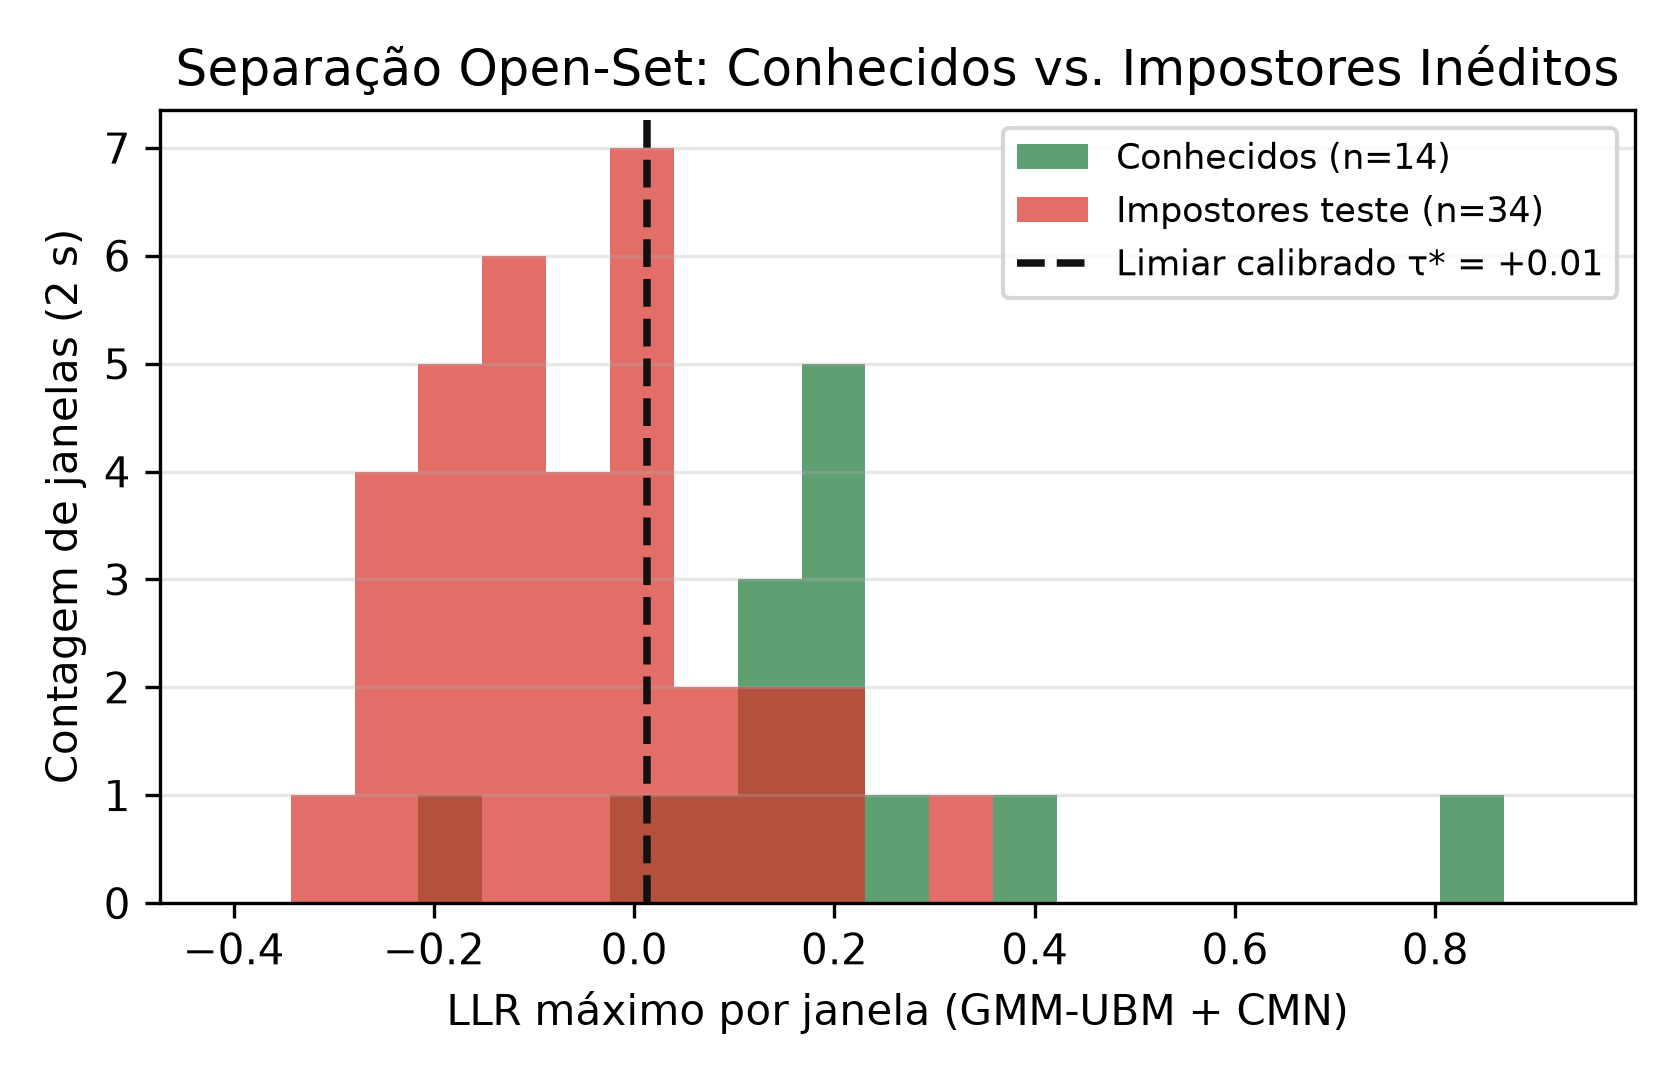 Separação Open-Set: Conhecidos vs. Impostores Inéditos
Conhecidos (n=14)
Impostores teste (n=34)
Limiar calibrado τ* = +0.01
Contagem de janelas (2 s)
7
6
5
4
3
2
1
0
−0.4 −0.2 0.0 0.2 0.4 0.6 0.8
LLR máximo por janela (GMM-UBM + CMN)